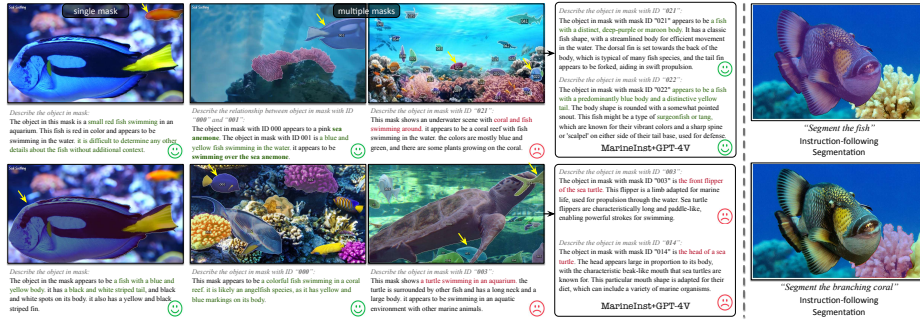 single mask
multiple masks
Describe the object in mask:
The object in this mask is a small red fish swimming in an
aquarium. This fish is red in color and appears to be
swimming in the water. it is difficult to determine any other
details about the fish without additional context.
Describe the relationship between object in mask with ID
"000" and "001":
The object in mask with ID 000 appears to a pink sea
anemone. The object in mask with ID 001 is a blue and
yellow fish swimming in the water. it appears to be
swimming over the sea anemone.
Describe the object in mask with ID "021"
This mask shows an underwater scene with coral and fish
swimming around. it appears to be a coral reef with fish
swimming in the water. the colors are mostly blue and
green, and there are some plants growing on the coral.
Describe the object in mask with ID "021":
The object in mask with mask ID "021" appears to be a fish
with a distinct, deep-purple or maroon body. It has a classic
fish shape, with a streamlined body for efficient movement
in the water. The dorsal fin is set towards the back of the
body, which is typical of many fish species, and the tail fin
appears to be forked, aiding in swift propulsion.
Describe the object in mask with ID "022":
The object in mask with mask ID "022" appears to be a fish
with a predominantly blue body and a distinctive yellow
tail. The body shape is rounded with a somewhat pointed
snout. This fish might be a type of surgeonfish or tang,
which are known for their vibrant colors and a sharp spine
or 'scalpel' on either side of their tail base, used for defense.
MarineInst+GPT-4V
"Segment the fish"
Instruction-following
Segmentation
Describe the object in mask:
The object in the mask appears to be a fish with a blue and
yellow body. it has a black and white striped tail, and black
and white spots on its body. it also has a yellow and black
striped fin.
Describe the object in mask with ID "000":
This mask appears to be a colorful fish swimming in a coral
reef. it is likely an angelfish species, as it has yellow and
blue markings on its body.
Describe the object in mask with ID "003":
This mask shows a turtle swimming in an aquarium. the
turtle is surrounded by other fish and has a long neck and a
large body. it appears to be swimming in an aquatic
environment with other marine animals.
Describe the object in mask with ID "003":
The object in mask with mask ID "003" is the front flipper
of the sea turtle. This flipper is a limb adapted for marine
life, used for propulsion through the water. Sea turtle
flippers are characteristically long and paddle-like,
enabling powerful strokes for swimming.
Describe the object in mask with ID "014":
The object in mask with mask ID "014" is the head of a sea
turtle. The head appears large in proportion to its body,
with the characteristic beak-like mouth that sea turtles are
known for. This particular mouth shape is adapted for their
diet, which can include a variety of marine organisms.
MarineInst+GPT-4V
"Segment the branching coral"
Instruction-following
Segmentation